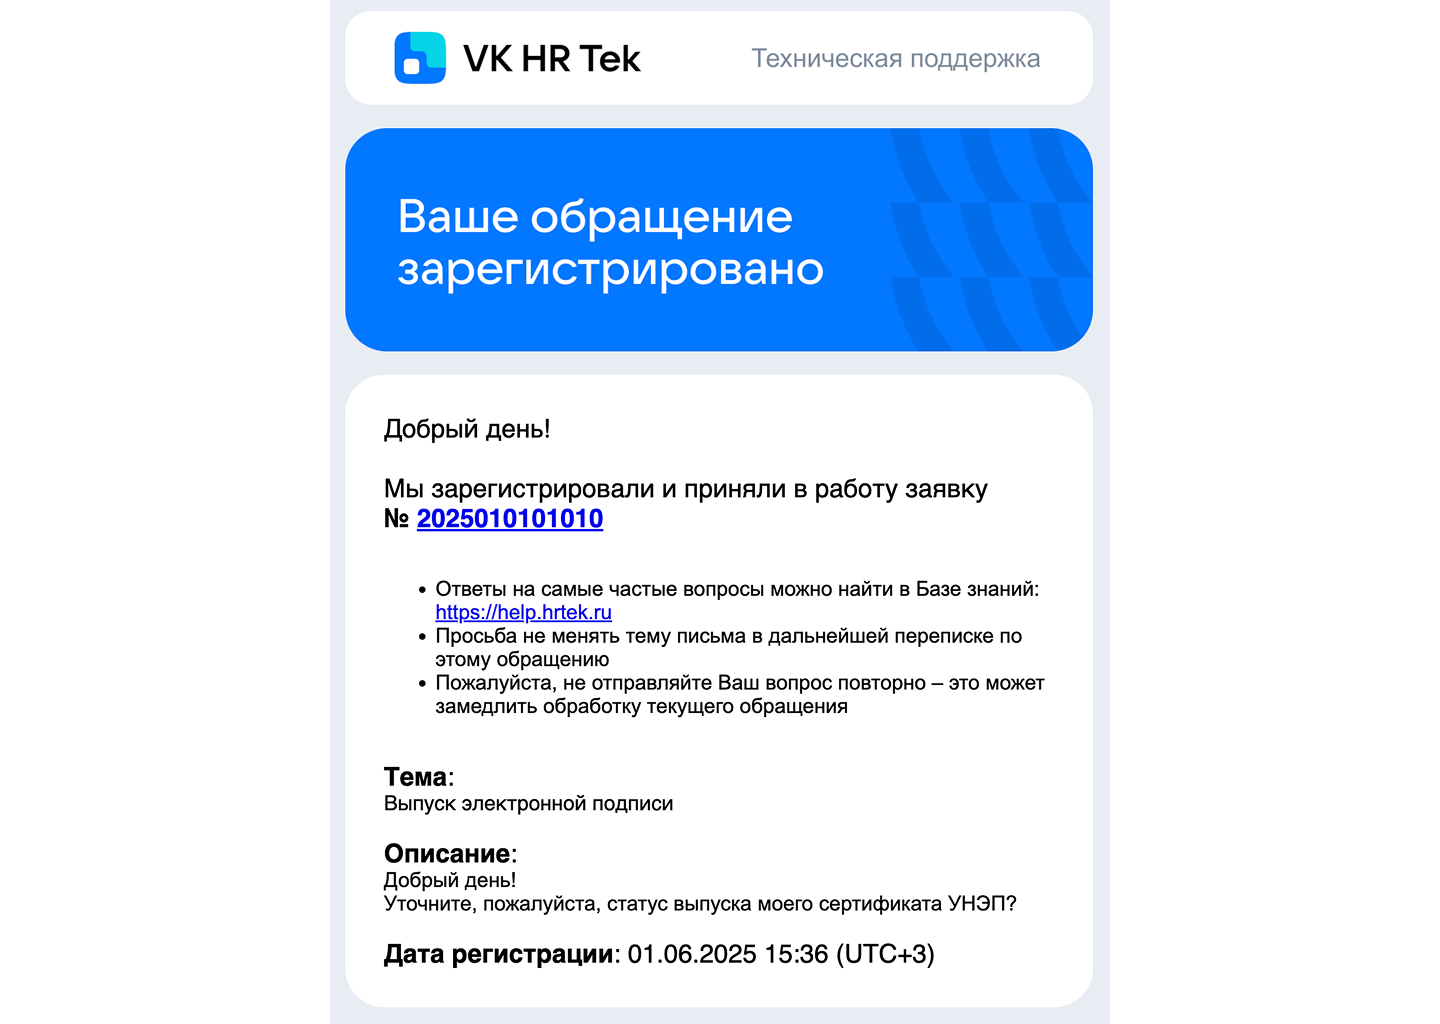 VK HR Tek
Техническая поддержка
Ваше обращение
зарегистрировано
Добрый день!
Мы зарегистрировали и приняли в работу заявку
№ 2025010101010
• Ответы на самые частые вопросы можно найти в Базе знаний:
https://help.hrtek.ru
• Просьба не менять тему письма в дальнейшей переписке по
этому обращению
• Пожалуйста, не отправляйте Ваш вопрос повторно – это может
замедлить обработку текущего обращения
Тема:
Выпуск электронной подписи
Описание:
Добрый день!
Уточните, пожалуйста, статус выпуска моего сертификата УНЭП?
Дата регистрации: 01.06.2025 15:36 (UTC+3)